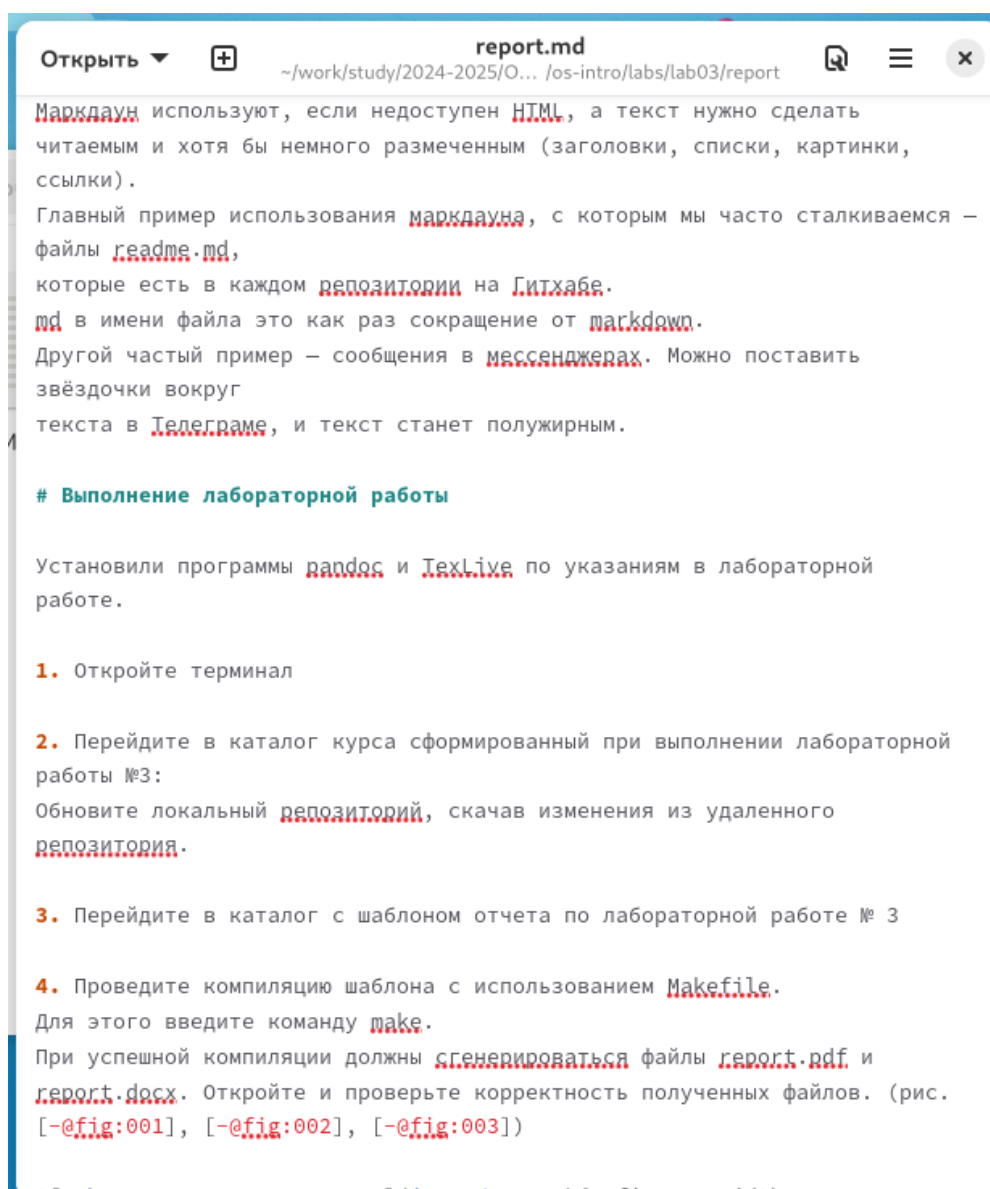 Открыть
report.md
~/work/study/2024-2025/О... /os-intro/labs/lab03/report
Маркдаун используют, если недоступен HTML, а текст нужно сделать
читаемым и хотя бы немного размеченным (заголовки, списки, картинки,
ссылки).
Главный пример использования маркдауна, с которым мы часто сталкиваемся —
файлы readme.md,
которые есть в каждом репозитории на Гитхабе.
md в имени файла это как раз сокращение от markdown.
Другой частый пример — сообщения в мессенджерах. Можно поставить
звёздочки вокруг
текста в Телеграме, и текст станет полужирным.
# Выполнение лабораторной работы
Установили программы pandoc и TexLive по указаниям в лабораторной
работе.
1. Откройте терминал
2. Перейдите в каталог курса сформированный при выполнении лабораторной
работы №3:
Обновите локальный репозиторий, скачав изменения из удаленного
репозитория.
3. Перейдите в каталог с шаблоном отчета по лабораторной работе № 3
4. Проведите компиляцию шаблона с использованием Makefile.
Для этого введите команду make.
При успешной компиляции должны сгенерироваться файлы report.pdf и
report.docx. Откройте и проверьте корректность полученных файлов. (рис.
[-@fig:001], [-@fig:002], [-@fig:003])